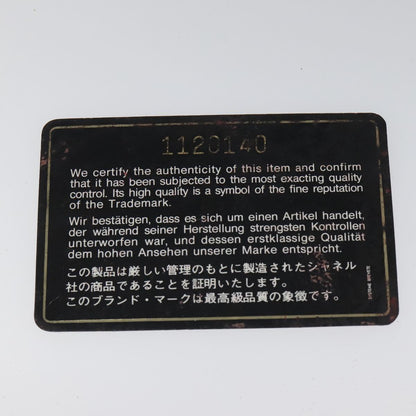 1120140
We certify the authenticity of this item and confirm
that it has been subjected to the most exacting quality
control. Its high quality is a symbol of the fine reputation
of the Trademark.
Wir bestätigen, dass es sich um einen Artikel handelt,
der während seiner Herstellung strengsten Kontrollen
unterworfen war, und dessen erstklassige Qualität
dem hohen Ansehen unserer Marke entspricht.
この製品は厳しい管理のもとに製造されたシャネル
社の商品であることを証明いたします。
このブランド・マークは最高級品質の象徴です。